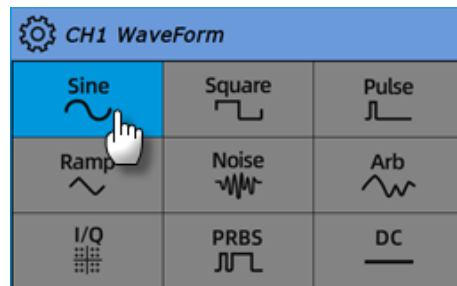 CH1 WaveForm
Sine Square Pulse
Ramp Noise Arb
I/Q PRBS DC